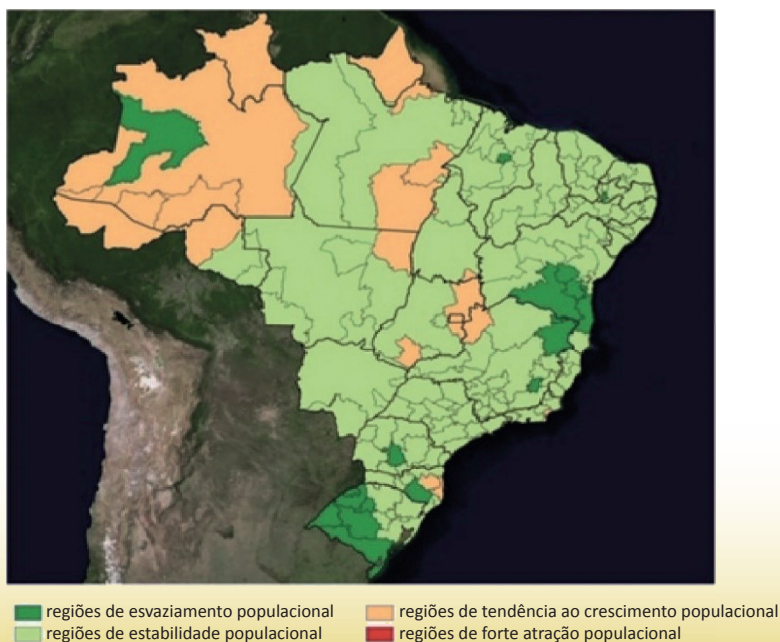 regiões de esvaziamento populacional
regiões de tendência ao crescimento populacional
regiões de estabilidade populacional
regiões de forte atração populacional